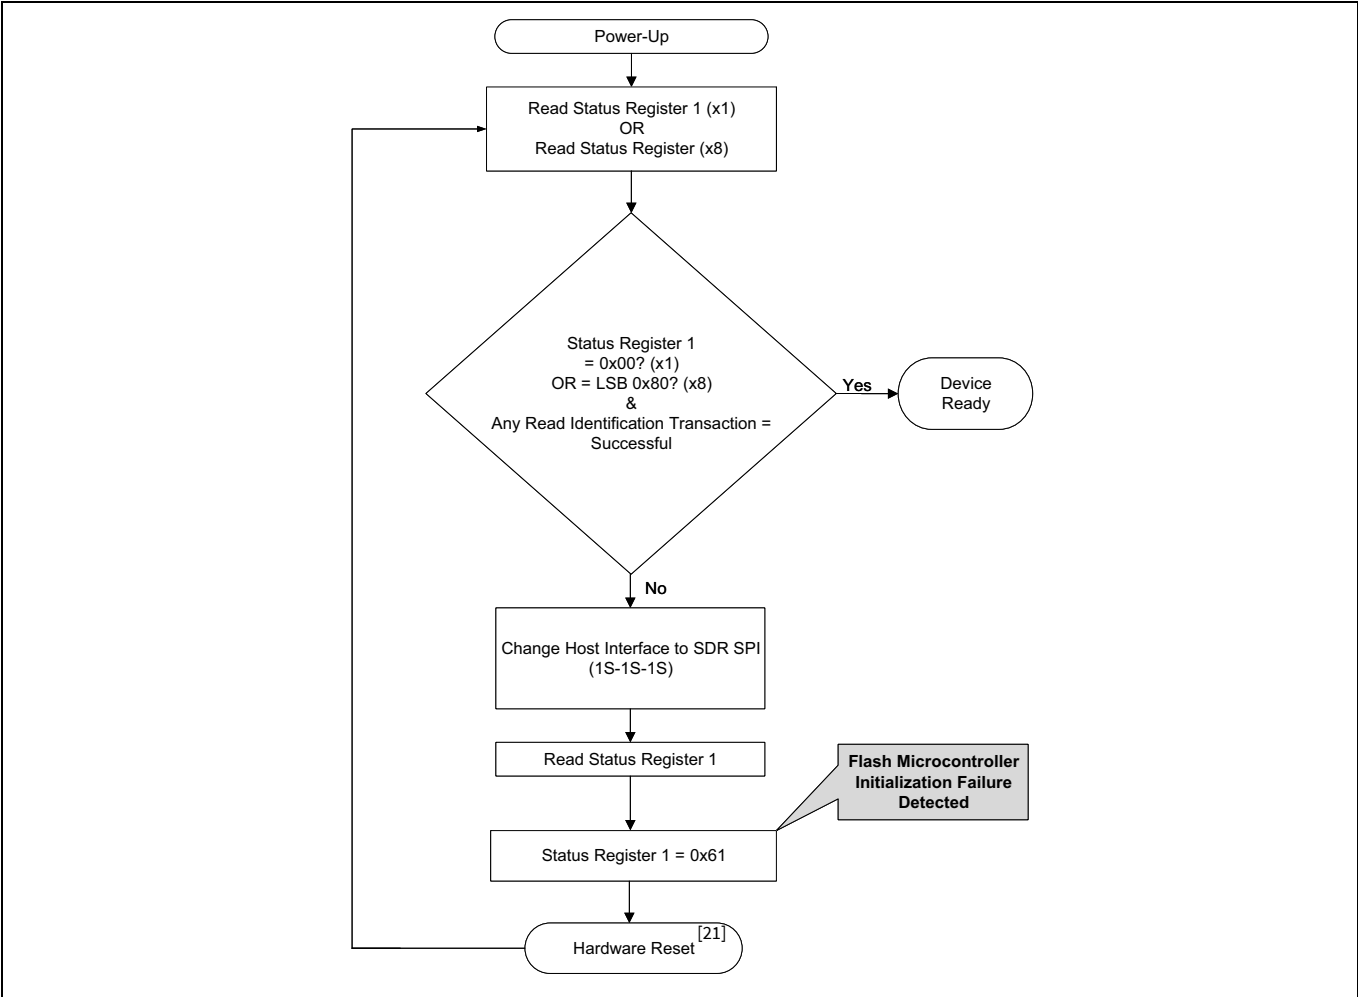 Power-Up
Read Status Register 1 (x1)
OR
Read Status Register (x8)
Status Register 1
= 0x00? (x1)
OR = LSB 0x80? (x8)
&
Any Read Identification Transaction =
Successful
Yes
Device
Ready
No
Change Host Interface to SDR SPI
(1S-1S-1S)
Read Status Register 1
Flash Microcontroller
Initialization Failure
Detected
Status Register 1 = 0x61
Hardware Reset [21]